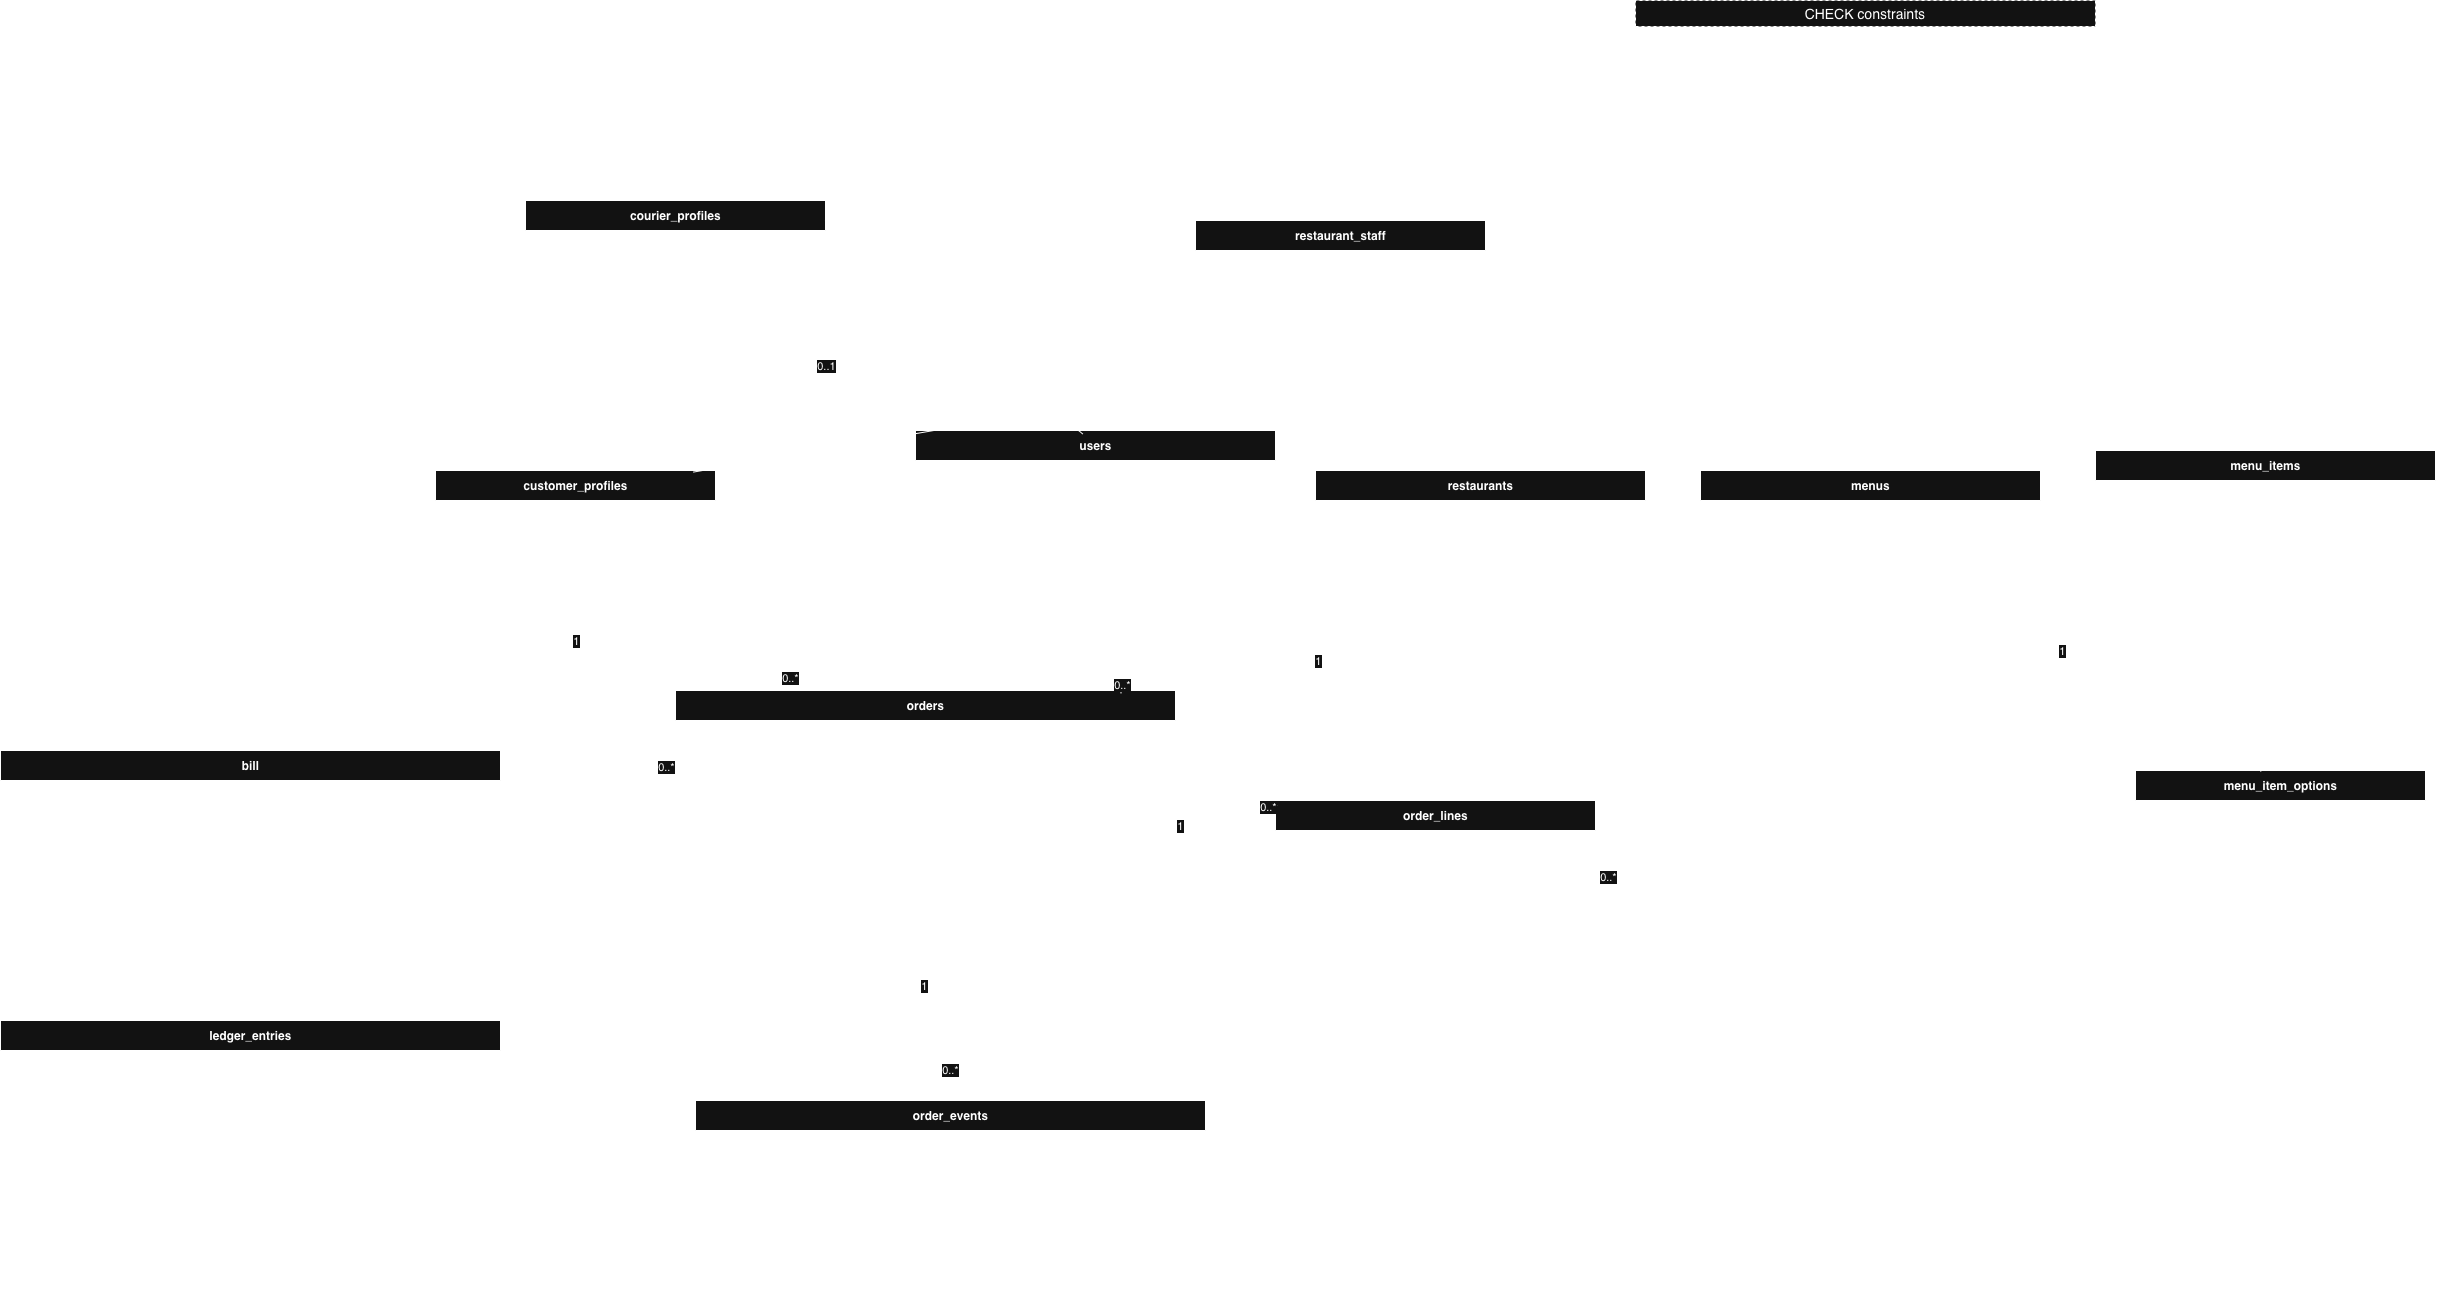 CHECK constraints
courier_profiles
restaurant_staff
0..1
users
menu_items
customer_profiles
restaurants
menus
1
1
1
0..*
0..*
orders
bill
0..*
menu_item_options
0..*
order_lines
1
0..*
1
ledger_entries
0..*
order_events